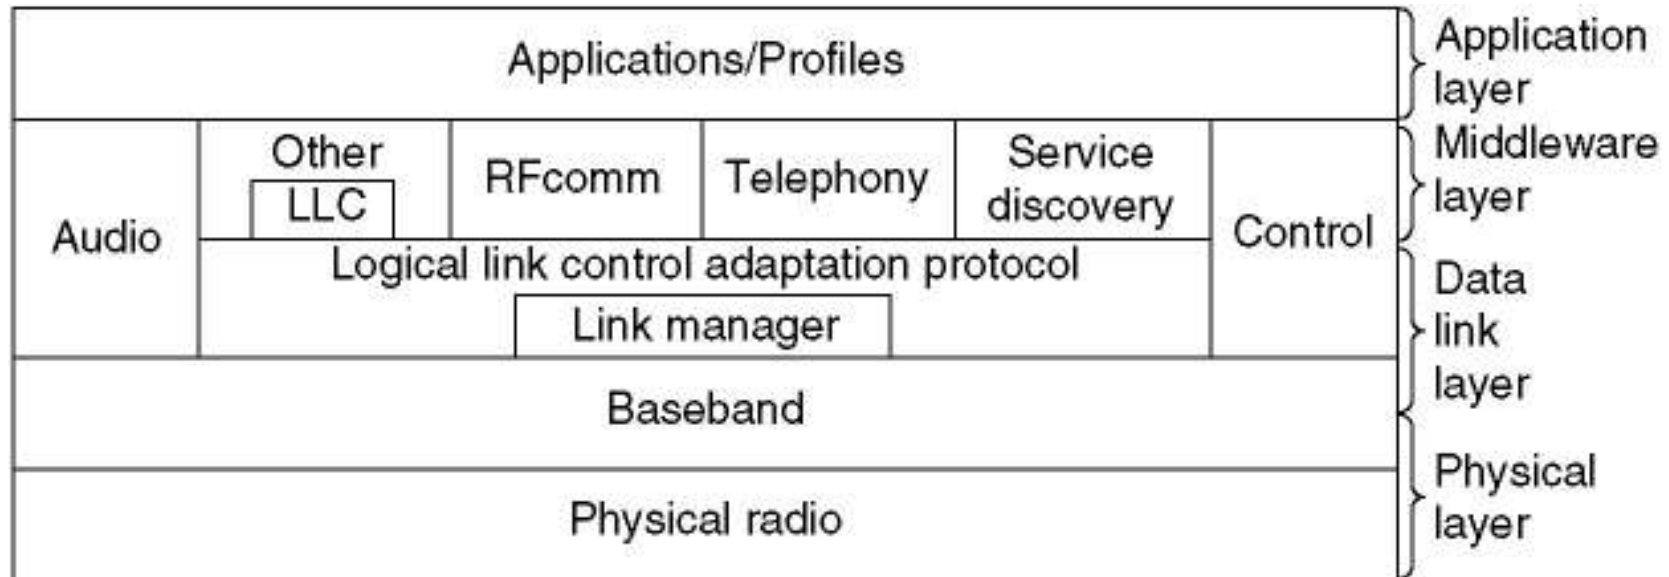 Applications/Profiles
Application
layer
Audio
Other
LLC
RFcomm
Telephony
Service
discovery
Control
Middleware
layer
Logical link control adaptation protocol
Link manager
Data
link
layer
Baseband
Physical radio
Physical
layer